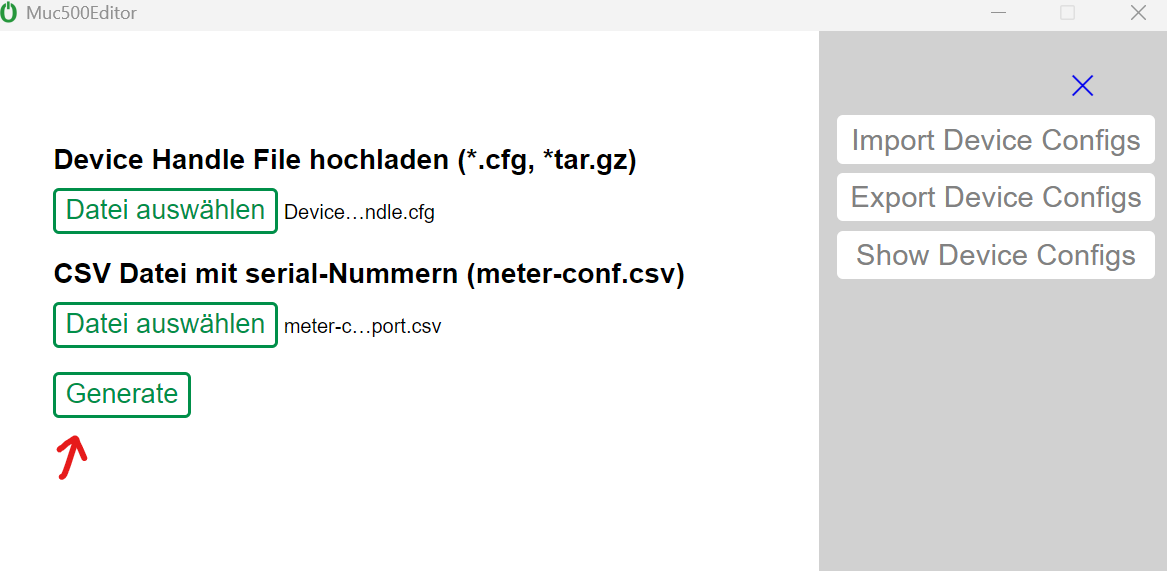 Muc500Editor
Device Handle File hochladen (*.cfg, *tar.gz)
Datei auswählen Device…ndle.cfg
CSV Datei mit serial-Nummern (meter-conf.csv)
Datei auswählen meter-c…port.csv
Generate
Import Device Configs
Export Device Configs
Show Device Configs